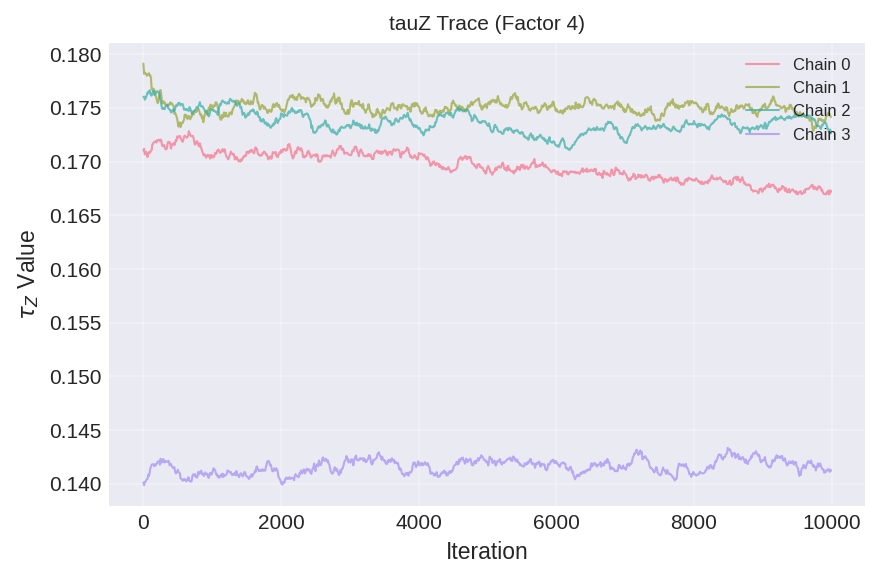 tauZ Trace (Factor 4)
Chain 0
Chain 1
Chain 2
Chain 3
0.180
0.175
0.170
0.165
0.160
0.155
0.150
0.145
0.140
τZ Value
0 2000 4000 6000 8000 10000
Iteration